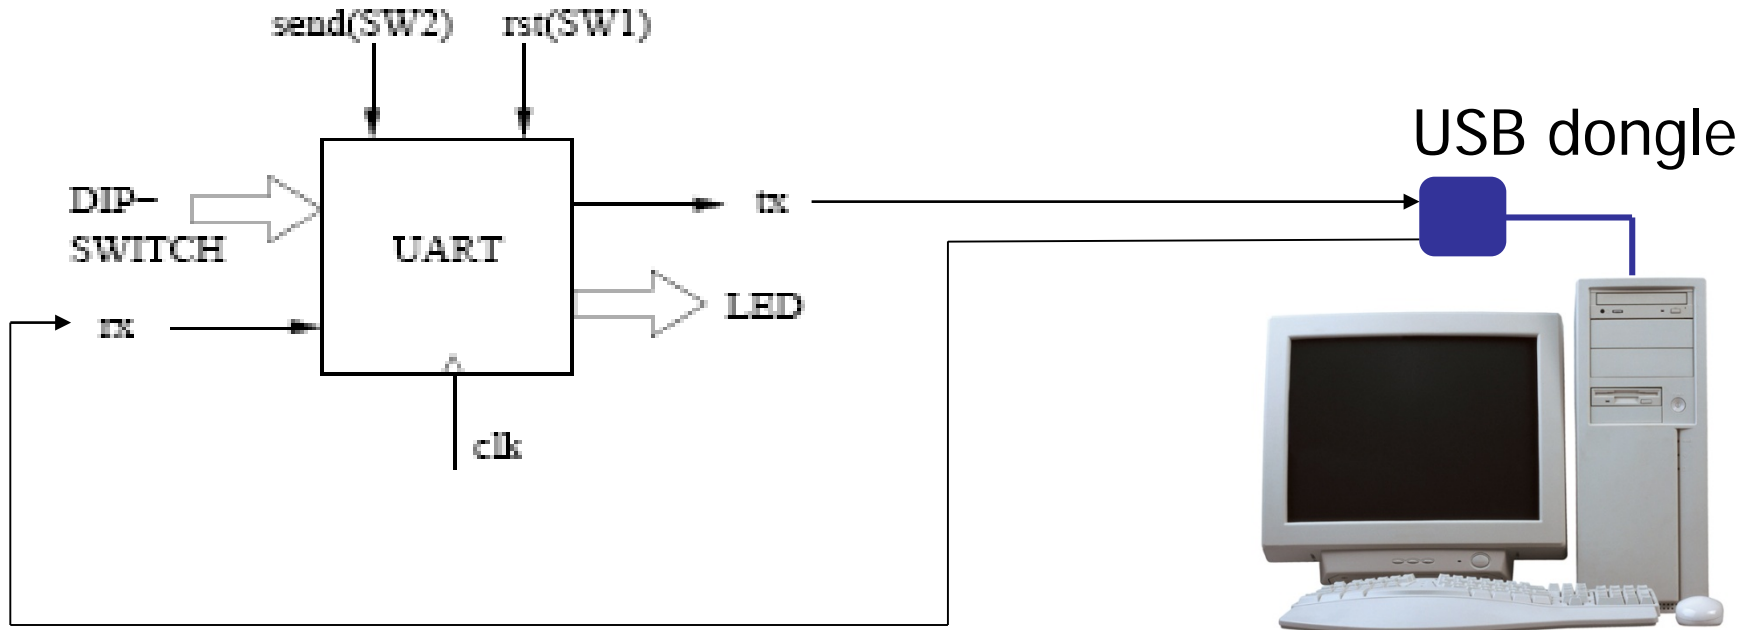 send(SW2)
rst(SW1)
USB dongle
DIP-
SWITCH
UART
tx
LED
rx
clk